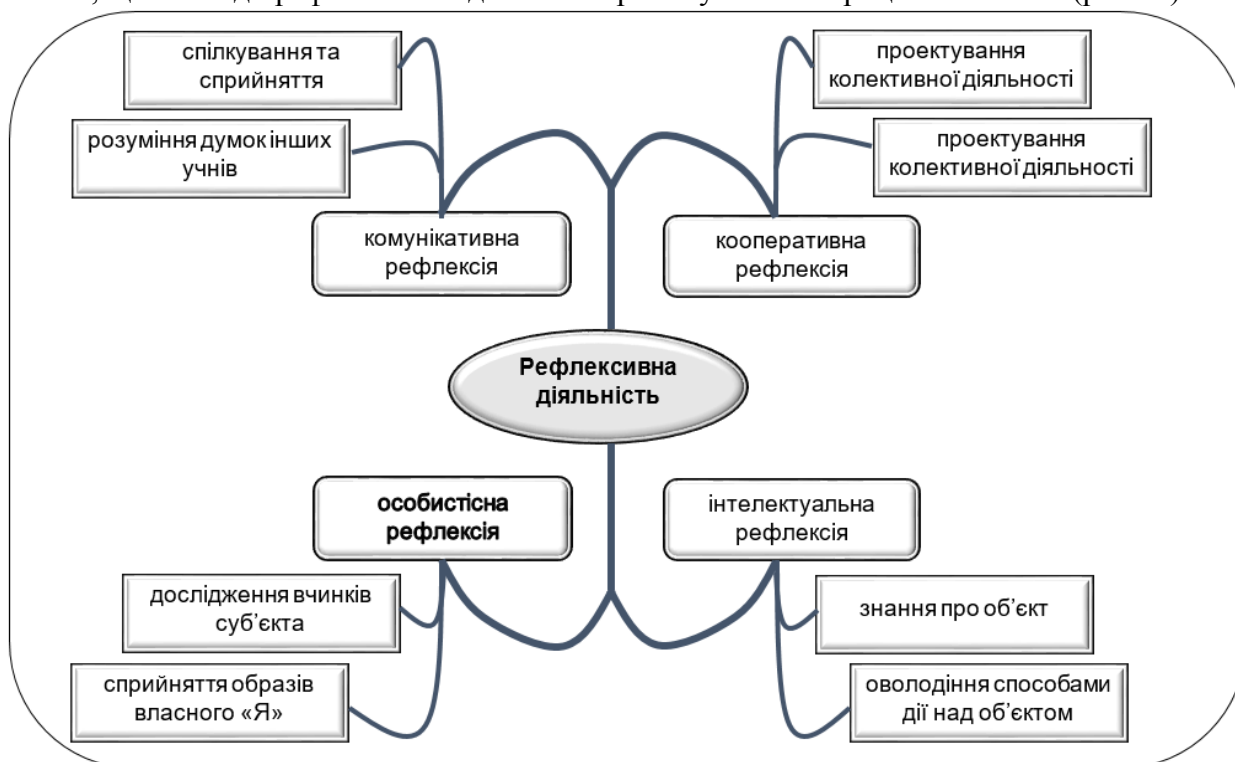 спілкування та
сприйняття
розуміння думок інших
учнів
комунікативна
рефлексія
проектування
колективної діяльності
проектування
колективної діяльності
кооперативна
рефлексія
Рефлексивна
діяльність
особистісна
рефлексія
дослідження вчинків
суб’єкта
сприйняття образів
власного «Я»
інтелектуальна
рефлексія
знання про об’єкт
оволодіння способами
дії над об’єктом